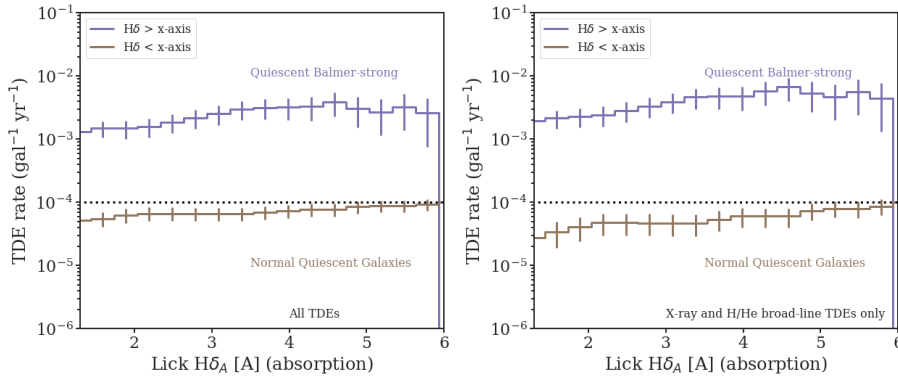 10⁻¹
10⁻²
10⁻³
10⁻⁴
10⁻⁵
10⁻⁶
TDE rate (gal⁻¹ yr⁻¹)
Hδ > x-axis
Hδ < x-axis
Quiescent Balmer-strong
Normal Quiescent Galaxies
All TDEs
2 3 4 5 6
Lick Hδ_A [A] (absorption)
10⁻¹
10⁻²
10⁻³
10⁻⁴
10⁻⁵
10⁻⁶
TDE rate (gal⁻¹ yr⁻¹)
Hδ > x-axis
Hδ < x-axis
Quiescent Balmer-strong
Normal Quiescent Galaxies
X-ray and H/He broad-line TDEs only
2 3 4 5 6
Lick Hδ_A [A] (absorption)